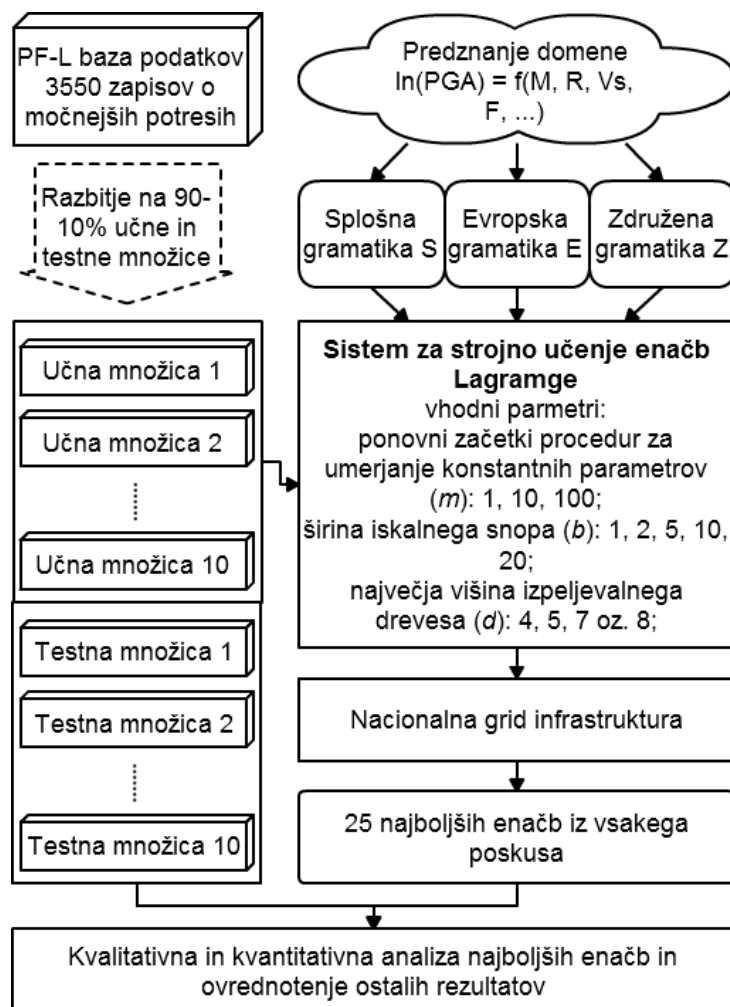 PF-L baza podatkov
3550 zapisov o
močnejših potresih
Razbitje na 90-
10% učne in
testne množice
Učna množica 1
Učna množica 2
Učna množica 10
Testna množica 1
Testna množica 2
Testna množica 10
Predznanje domene
ln(PGA) = f(M, R, Vs,
F, ...)
Splošna
gramatika S
Evropska
gramatika E
Združena
gramatika Z
Sistem za strojno učenje enačb
Lagramge
vhodni parmetri:
ponovni začetki procedur za
umerjanje konstantnih parametrov
(m): 1, 10, 100;
širina iskalnega snopa (b): 1, 2, 5, 10,
20;
največja višina izpeljevalnega
drevesa (d): 4, 5, 7 oz. 8;
Nacionalna grid infrastruktura
25 najboljših enačb iz vsakega
poskusa
Kvalitativna in kvantitativna analiza najboljših enačb in
ovrednotenje ostalih rezultatov